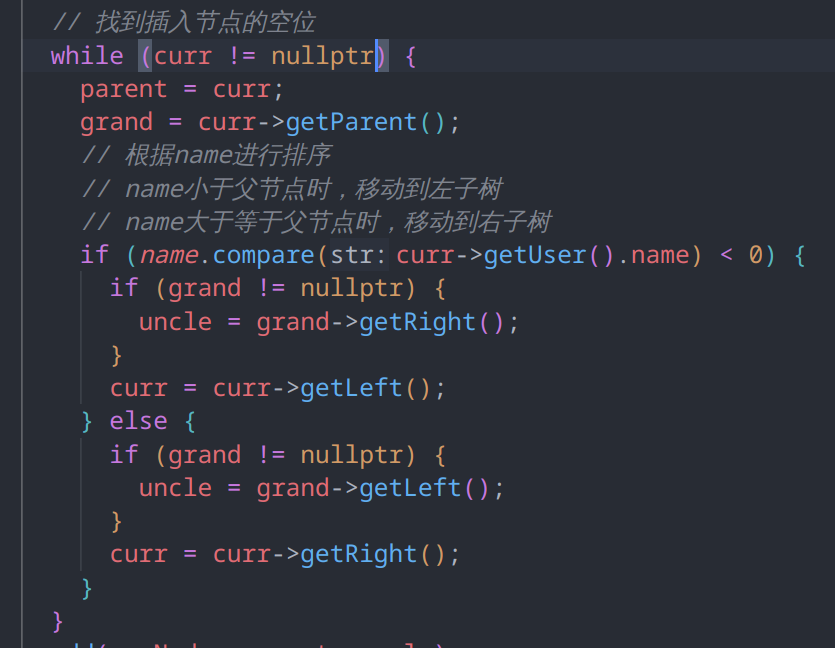 // 找到插入节点的空位
while (curr != nullptr) {
parent = curr;
grand = curr->getParent();
// 根据name进行排序
// name小于父节点时，移动到左子树
// name大于等于父节点时，移动到右子树
if (name.compare(str: curr->getUser().name) < 0) {
if (grand != nullptr) {
uncle = grand->getRight();
}
curr = curr->getLeft();
} else {
if (grand != nullptr) {
uncle = grand->getLeft();
}
curr = curr->getRight();
}
}